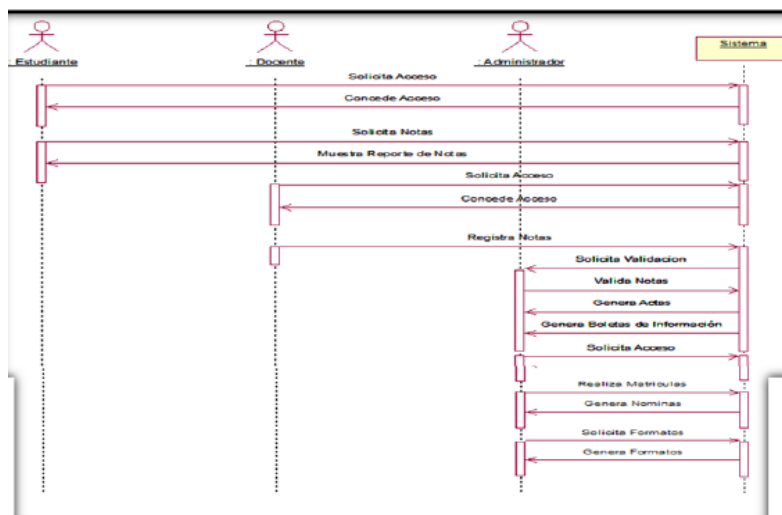 : Estudiante
: Docente
: Administrador
Sistema
Solicita Acceso
Concede Acceso
Solicita Notas
Muestra Reporte de Notas
Solicita Acceso
Concede Acceso
Registra Notas
Solicita Validacion
Valida Notas
Genera Actas
Genera Boletas de Información
Solicita Acceso
Realiza Matriculas
Genera Nominas
Solicita Formatos
Genera Formatos